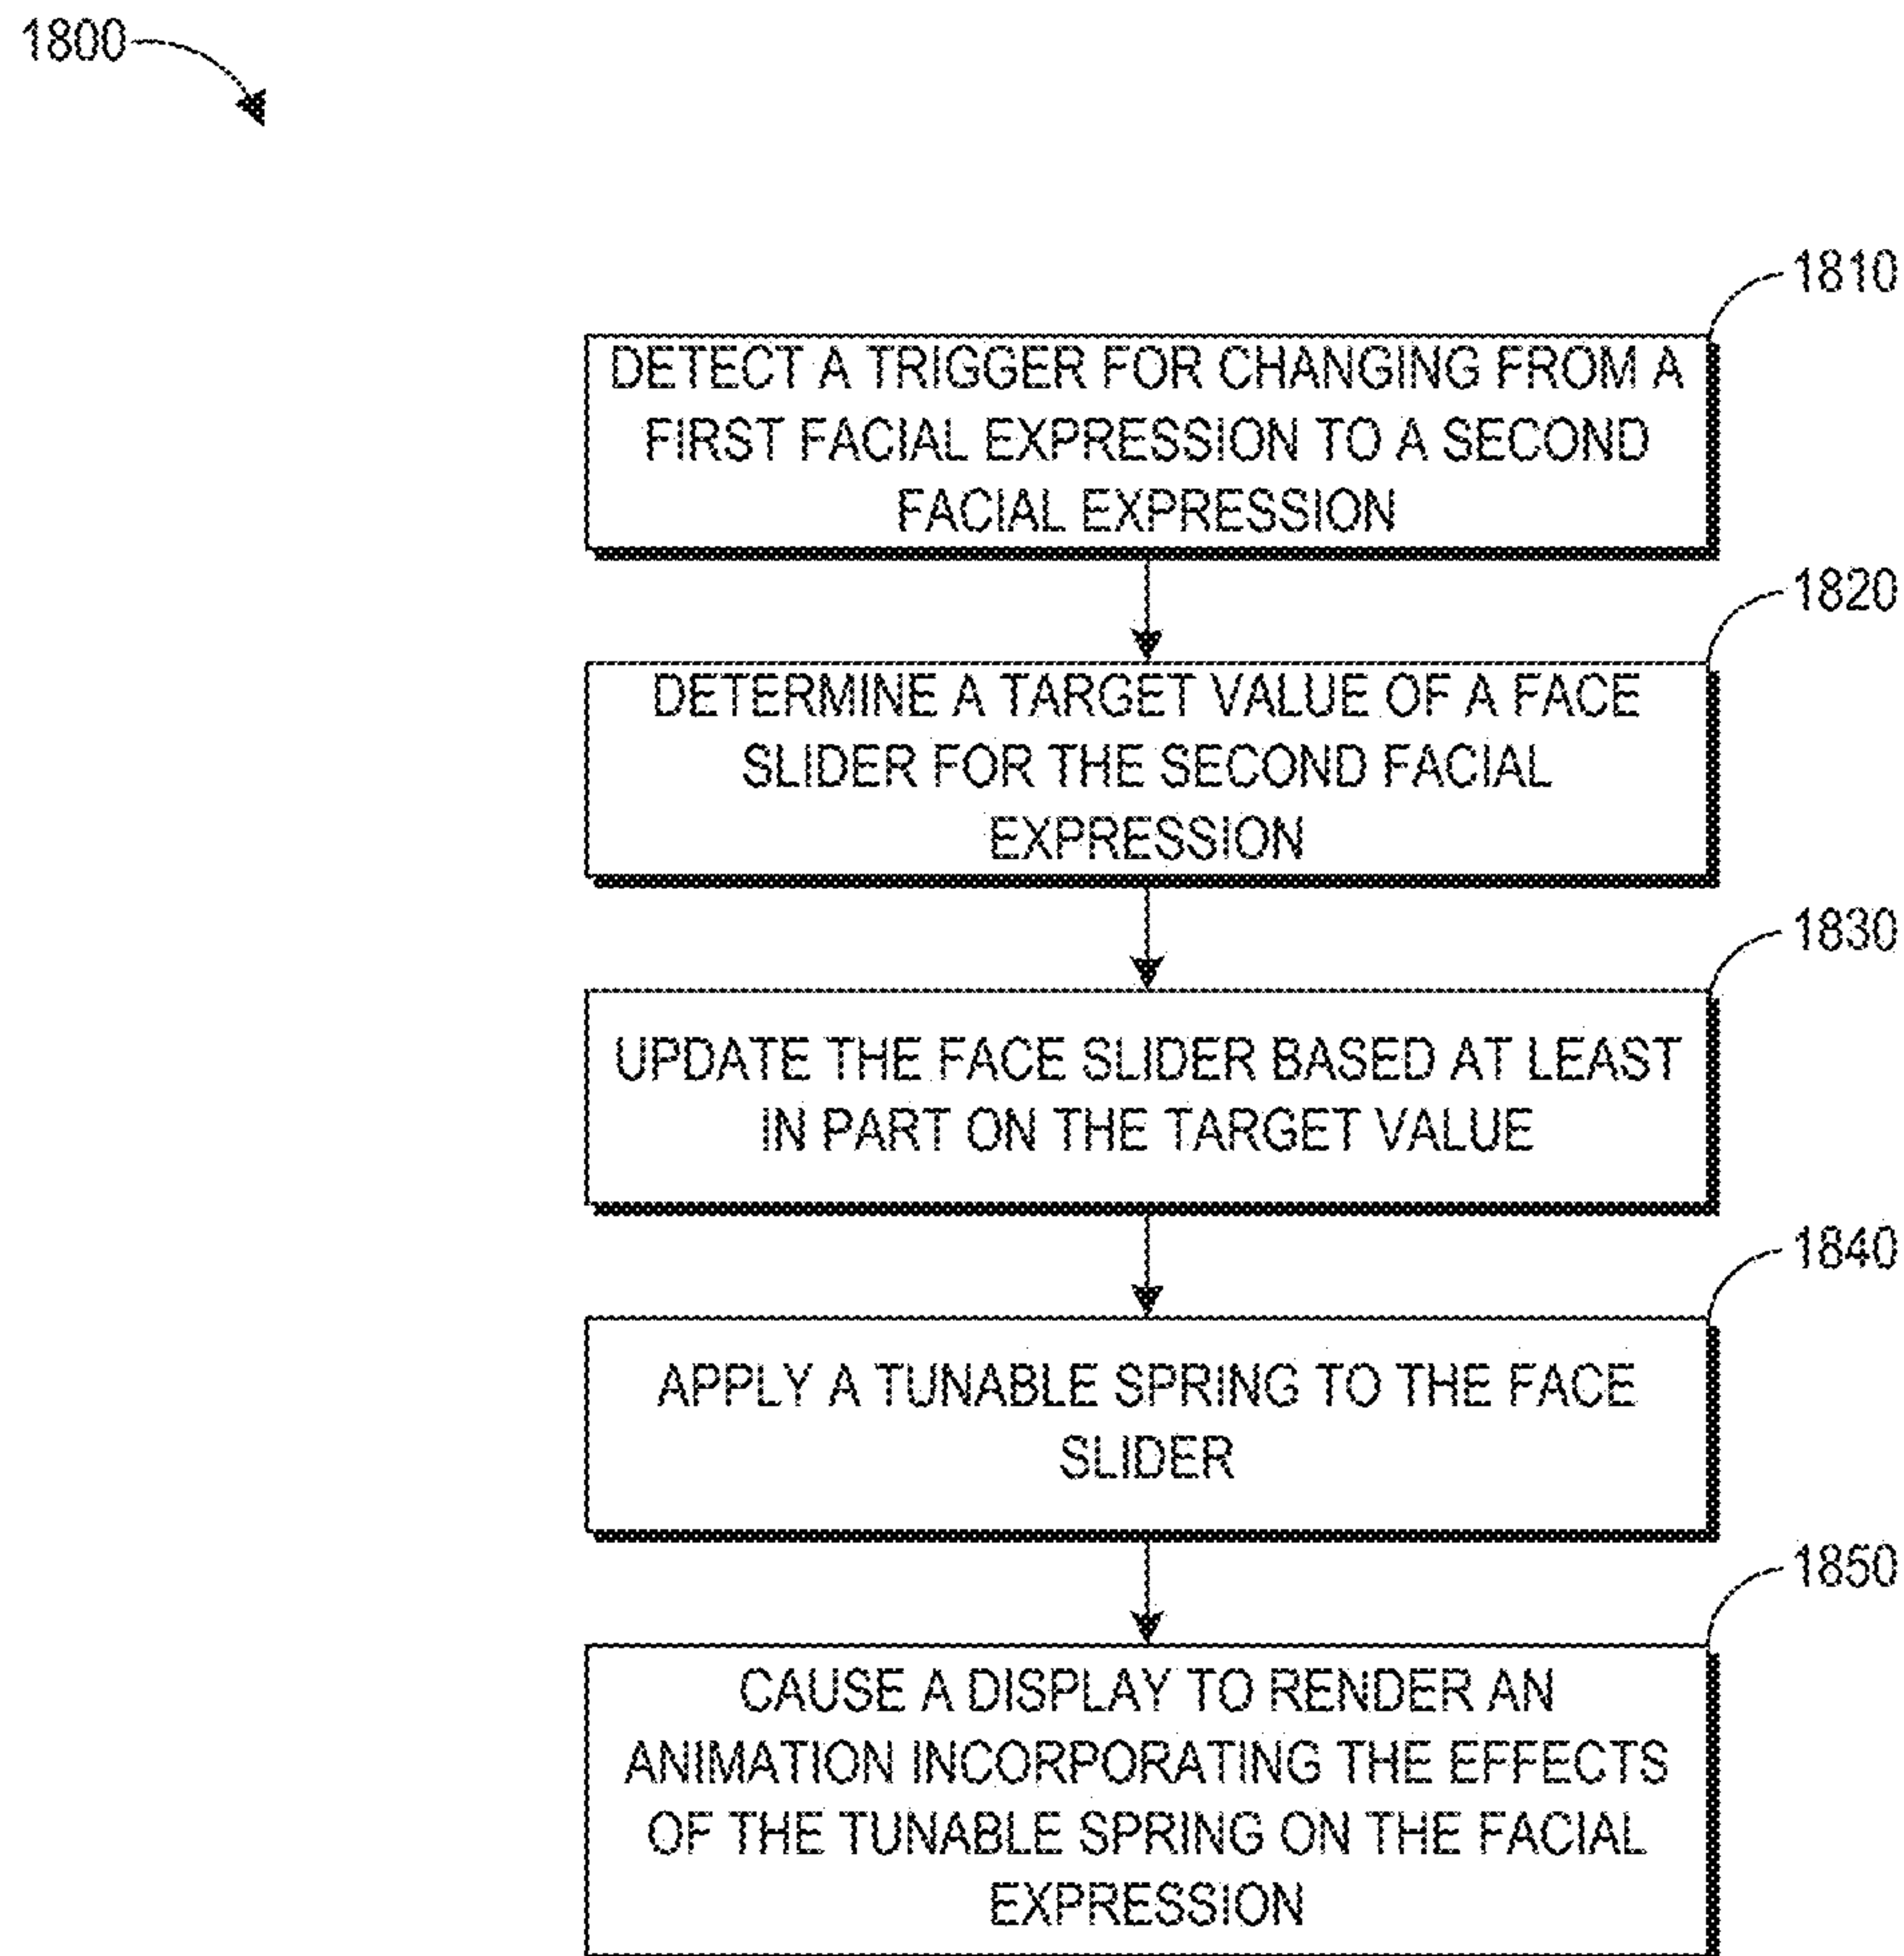 1800
1810
DETECT A TRIGGER FOR CHANGING FROM A
FIRST FACIAL EXPRESSION TO A SECOND
FACIAL EXPRESSION
1820
DETERMINE A TARGET VALUE OF A FACE
SLIDER FOR THE SECOND FACIAL
EXPRESSION
1830
UPDATE THE FACE SLIDER BASED AT LEAST
IN PART ON THE TARGET VALUE
1840
APPLY A TUNABLE SPRING TO THE FACE
SLIDER
1850
CAUSE A DISPLAY TO RENDER AN
ANIMATION INCORPORATING THE EFFECTS
OF THE TUNABLE SPRING ON THE FACIAL
EXPRESSION